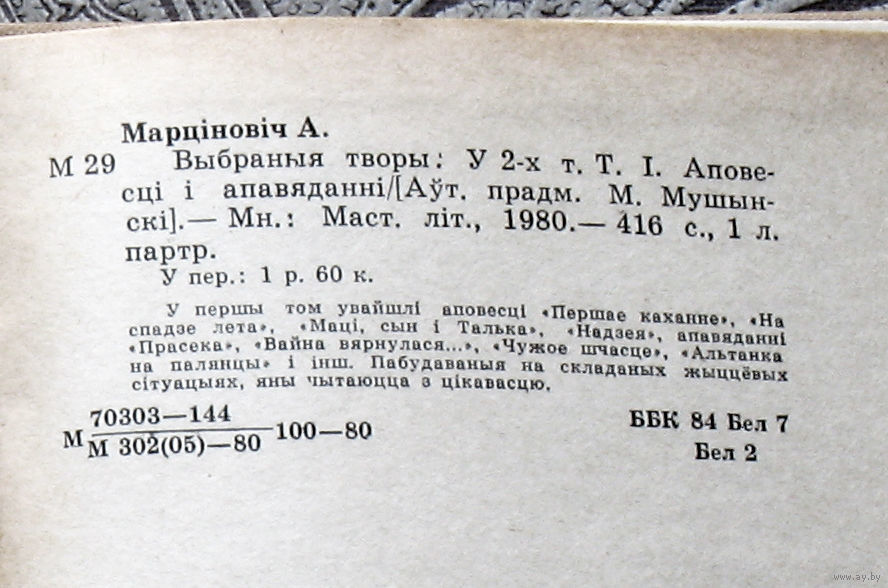 Марціновіч А.
М 29 Выбраныя творы: У 2-х т. Т. І. Апове-
сці і апавяданні/[Аўт. прадм. М. Мушын-
скі].— Мн.: Маст. літ., 1980.— 416 с., 1 л.
партр.
У пер.: 1 р. 60 к.
У першы том увайшлі аповесці «Першае каханне», «На
спадзе лета», «Маці, сын і Талька», «Надзея», апавяданні
«Прасека», «Вайна вярнулася...», «Чужое шчасце», «Альтанка
на палянцы» і інш. Пабудаваныя на складаных жыццёвых
сітуацыях, яны чытаюцца з цікавасцю.
70303—144
М М 302(05)—80 100—80
ББК 84 Бел 7
Бел 2
www.ay.by